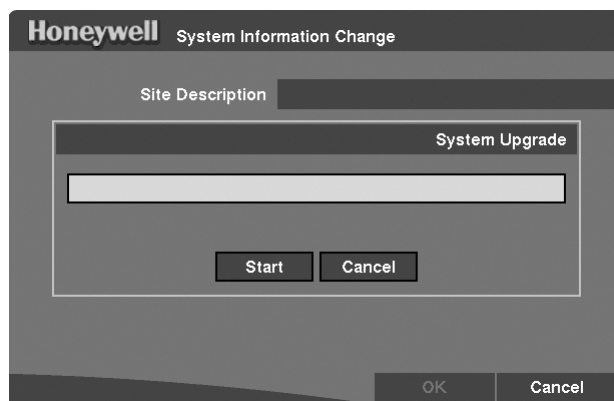 Honeywell System Information Change
Site Description
System Upgrade
Start Cancel
OK Cancel